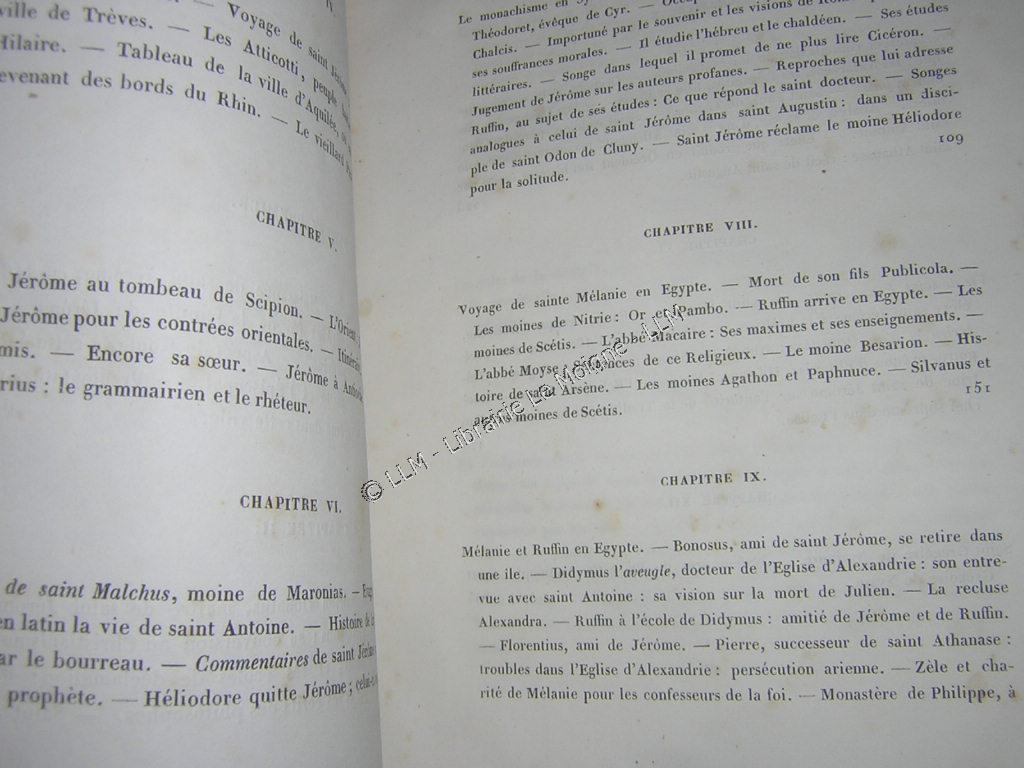 – Voyage de saint
ville de Trèves. — Les Atticotti, peuple
Hilaire. — Tableau de la ville d'Aquilée,
evenant des bords du Rhin. — Le vieillard
CHAPITRE V.
Jérôme au tombeau de Scipion. — L'Orient
Jérôme pour les contrées orientales. —
mis. — Encore sa sœur. — Jérôme à
rius : le grammairien et le rhéteur.
CHAPITRE VI.
de saint Malchus, moine de Maronias. —
en latin la vie de saint Antoine. — Histoire de
ar le bourreau. — Commentaires de saint
prophète. — Héliodore quitte Jérôme ;
Le monachisme en
Théodoret, évêque de Cyr. —
Chalcis. — Importuné par le souvenir et les visions de
ses souffrances morales. — Il étudie l'hébreu et le chaldéen. — Ses études
littéraires. — Songe dans lequel il promet de ne plus lire Cicéron. —
Jugement de Jérôme sur les auteurs profanes. — Reproches que lui adresse
Ruffin, au sujet de ses études : Ce que répond le saint docteur. — Songes
analogues à celui de saint Jérôme dans saint Augustin : dans un disci-
ple de saint Odon de Cluny. — Saint Jérôme réclame le moine Héliodore
pour la solitude. 109
CHAPITRE VIII.
Voyage de sainte Mélanie en Egypte. — Mort de son fils Publicola. —
Les moines de Nitrie : Or et Pambo. — Ruffin arrive en Egypte. — Les
moines de Scétis. — L'abbé Macaire : Ses maximes et ses enseignements. —
L'abbé Moyse : Sentences de ce Religieux. — Le moine Besarion. — His-
toire de saint Arsène. — Les moines Agathon et Paphnuce. — Silvanus et
autres moines de Scétis. 151
CHAPITRE IX.
Mélanie et Ruffin en Egypte. — Bonosus, ami de saint Jérôme, se retire dans
une ile. — Didymus l'aveugle, docteur de l'Eglise d'Alexandrie : son entre-
vue avec saint Antoine : sa vision sur la mort de Julien. — La recluse
Alexandra. — Ruffin à l'école de Didymus : amitié de Jérôme et de Ruffin.
— Florentius, ami de Jérôme. — Pierre, successeur de saint Athanase :
troubles dans l'Eglise d'Alexandrie : persécution arienne. — Zèle et cha-
rité de Mélanie pour les confesseurs de la foi. — Monastère de Philippe, à
© LLM - Librairie Le Moigne - LLM